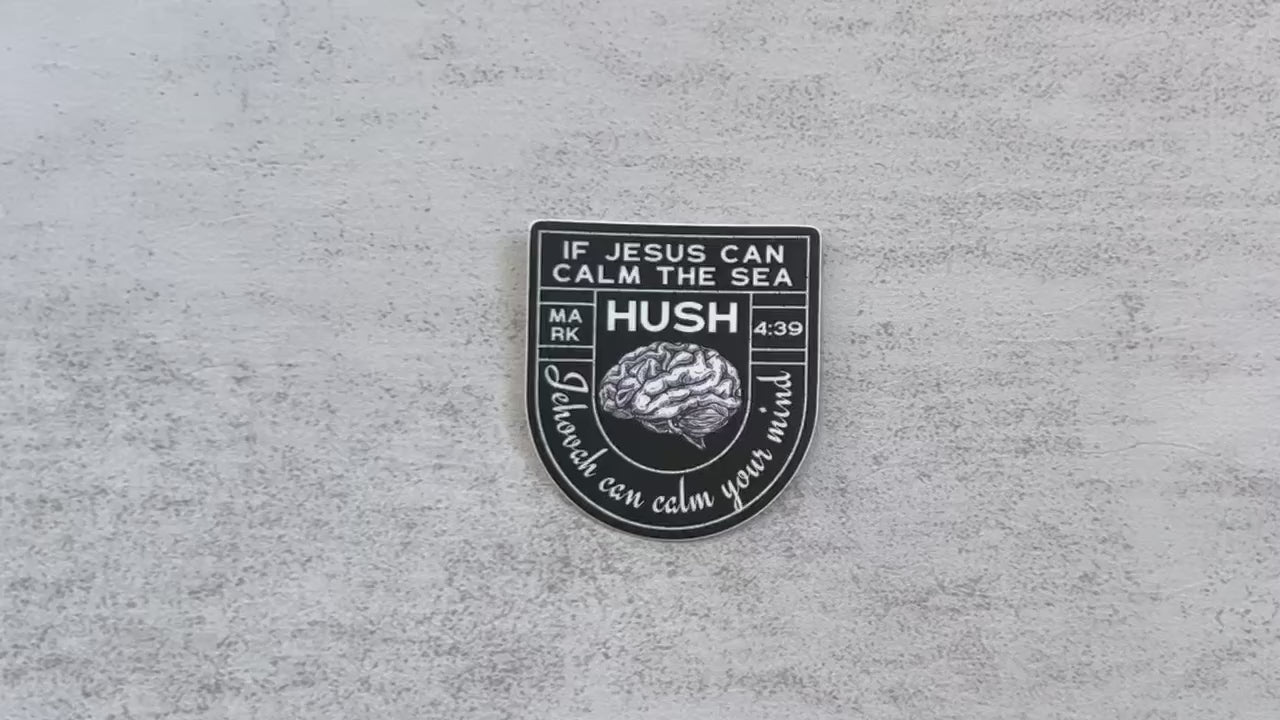 IF JESUS CAN
CALM THE SEA
HUSH
MA
RK
4:39
Jehovah can calm your mind